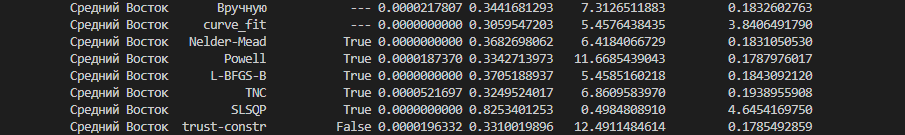 Средний Восток Вручную --- 0.0000217807 0.3441681293 7.3126511883 0.1832602763
Средний Восток curve_fit --- 0.0000000000 0.3059547203 5.4576438435 3.8406491790
Средний Восток Nelder-Mead True 0.0000000000 0.3682698062 6.4184066729 0.1831050530
Средний Восток Powell True 0.0000187370 0.3342713973 11.6685439043 0.1787976017
Средний Восток L-BFGS-B True 0.0000000000 0.3705188937 5.4585160218 0.1843092120
Средний Восток TNC True 0.0000521697 0.3249524017 6.8609583970 0.1938955908
Средний Восток SLSQP True 0.0000000000 0.8253401253 0.4984808910 4.6454169750
Средний Восток trust-constr False 0.0000196332 0.3310019896 12.4911484614 0.1785492859